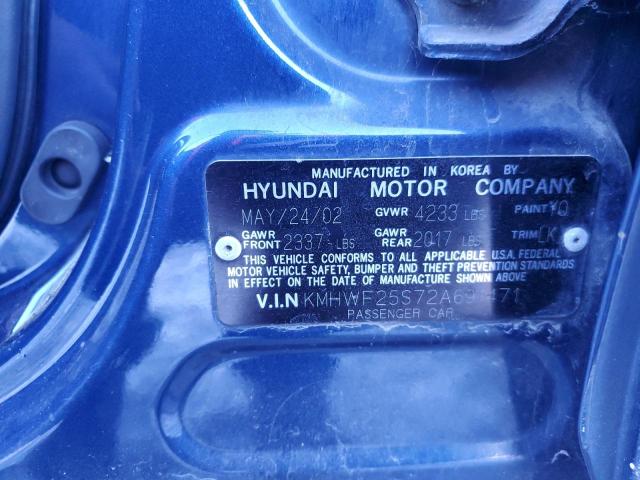 MANUFACTURED IN KOREA BY
HYUNDAI MOTOR COMPANY
MAY/24/02 GVWR 4233 LBS PAINT YQ
GAWR FRONT 2337 LBS GAWR REAR 2017 LBS TRIM CK
THIS VEHICLE CONFORMS TO ALL APPLICABLE U.S.A. FEDERAL
MOTOR VEHICLE SAFETY, BUMPER AND THEFT PREVENTION STANDARDS
IN EFFECT ON THE DATE OF MANUFACTURE SHOWN ABOVE
V.I.N
PASSENGER CAR